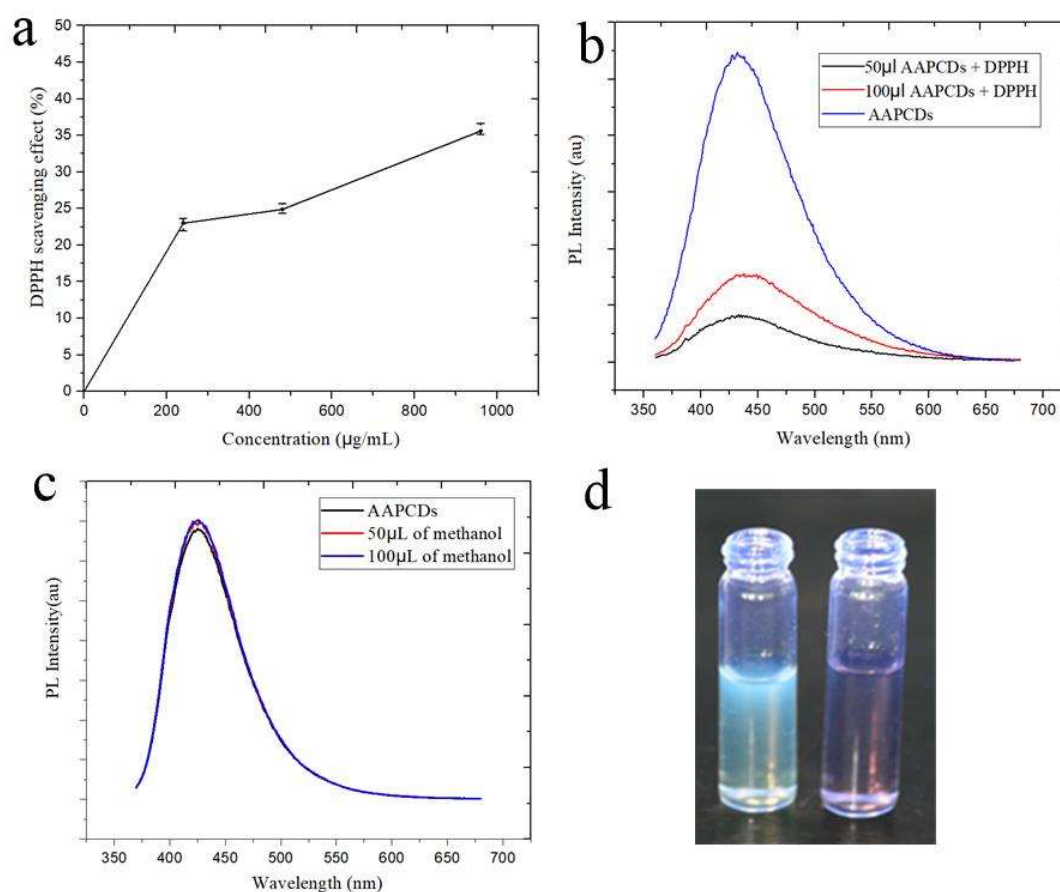 a
50
45
40
35
30
25
20
15
10
5
0
DPPH scavenging effect (%)
0 200 400 600 800 1000
Concentration (µg/mL)
b
50µl AAPCDs + DPPH
100µl AAPCDs + DPPH
AAPCDs
PL Intensity (au)
350 400 450 500 550 600 650 700
Wavelength (nm)
c
AAPCDs
50µL of methanol
100µL of methanol
PL Intensity(au)
350 400 450 500 550 600 650 700
Wavelength (nm)
d